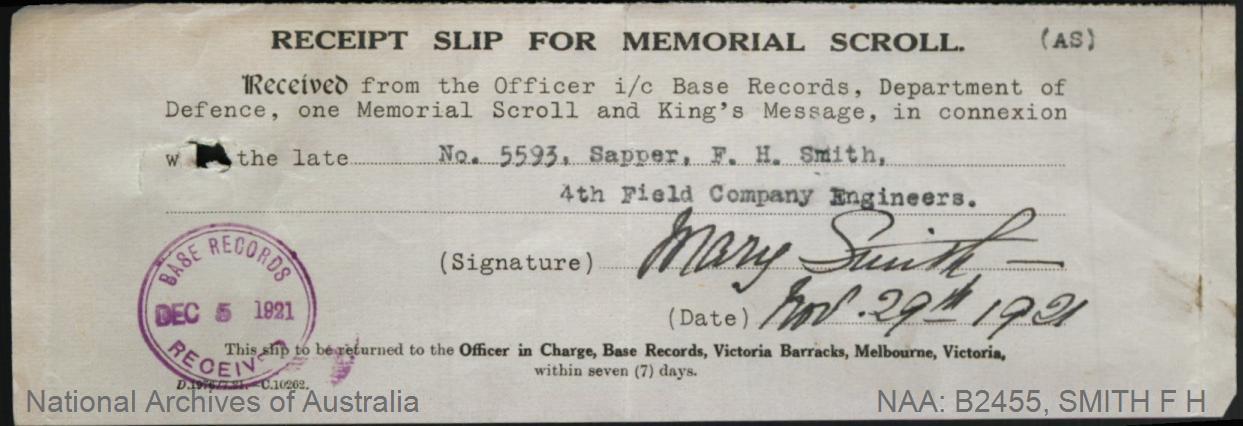 RECEIPT SLIP FOR MEMORIAL SCROLL. (AS)
Received from the Officer i/c Base Records, Department of
Defence, one Memorial Scroll and King's Message, in connexion
w the late No. 5593, Sapper, F. H. Smith,
4th Field Company Engineers.
(Signature) Mary Smith
(Date) Nov. 29th 1921
BASE RECORDS
DEC 5 1921
RECEIVED
This slip to be returned to the Officer in Charge, Base Records, Victoria Barracks, Melbourne, Victoria,
within seven (7) days.
C.10262.
National Archives of Australia
NAA: B2455, SMITH F H